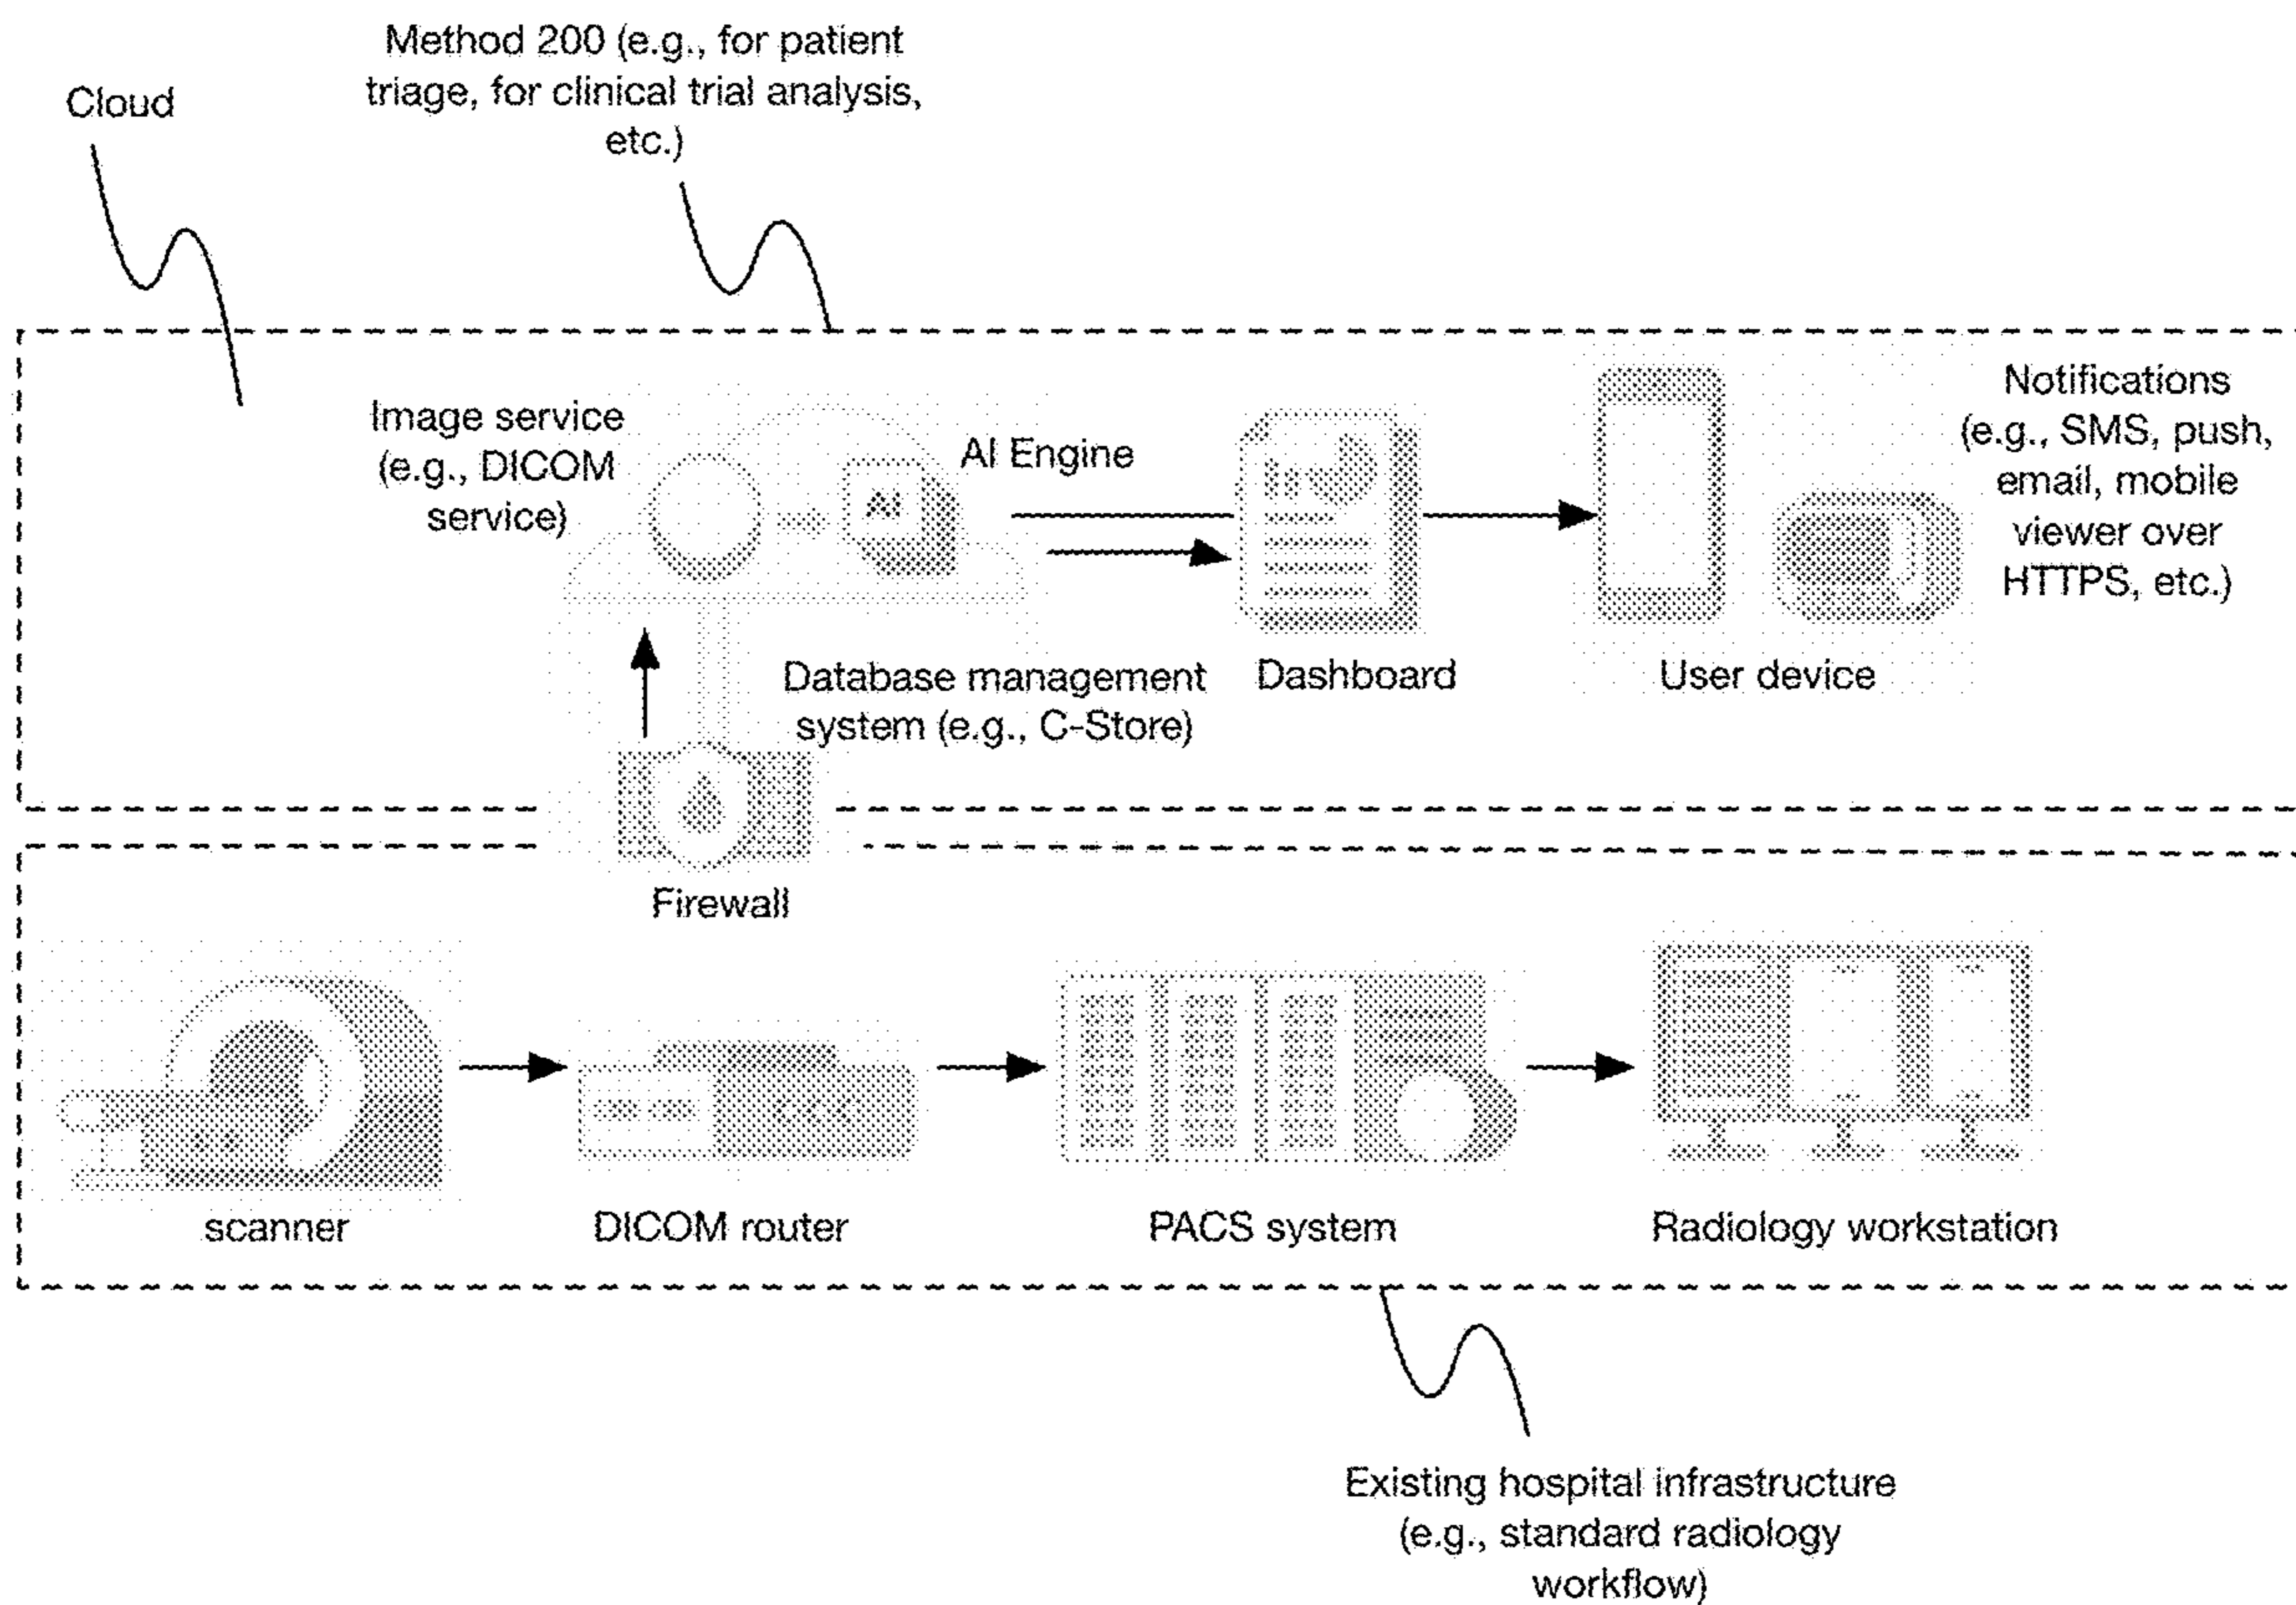 Method 200 (e.g., for patient
triage, for clinical trial analysis,
etc.)
Cloud
Image service
(e.g., DICOM
service)
AI
AI Engine
Notifications
(e.g., SMS, push,
email, mobile
viewer over
HTTPS, etc.)
Database management
system (e.g., C-Store)
Dashboard
User device
Firewall
scanner
DICOM router
PACS system
Radiology workstation
Existing hospital infrastructure
(e.g., standard radiology
workflow)